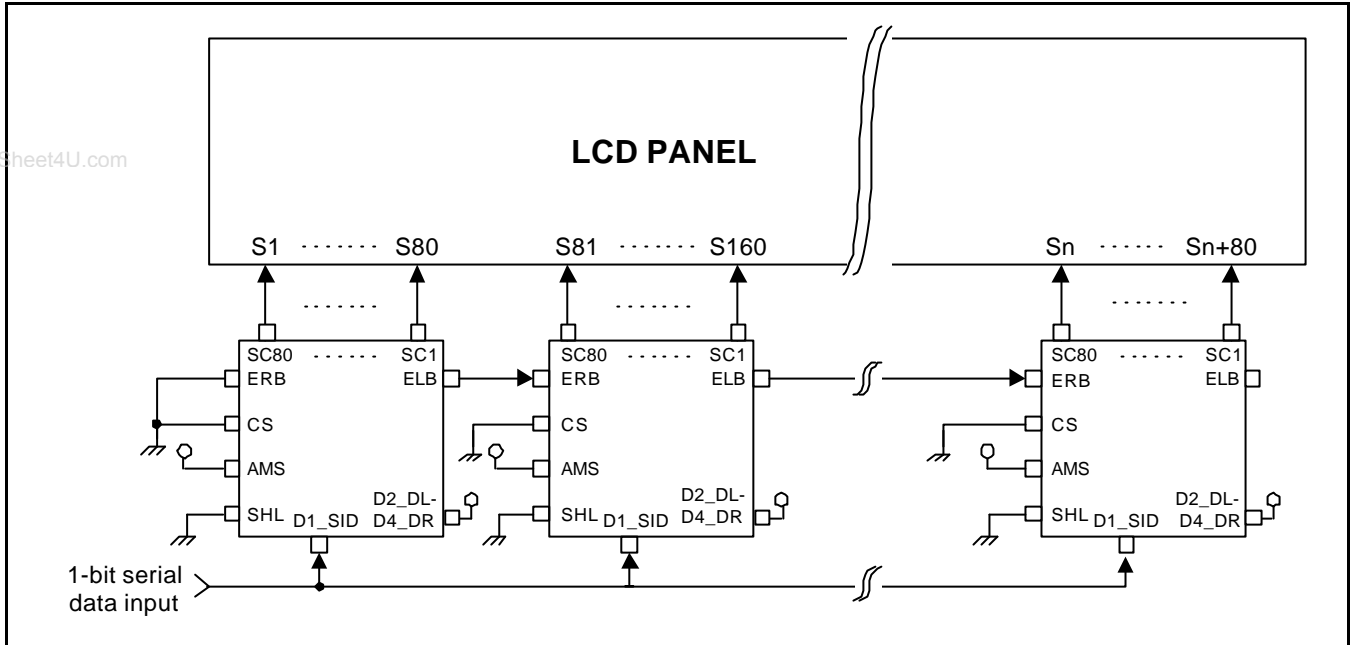 Sheet4U.com
LCD PANEL
S1 ······· S80 S81 ······· S160 Sn ······ Sn+80
······· ······· ·······
SC80 ······ SC1 SC80 ······ SC1 SC80 ······ SC1
ERB ELB ERB ELB ERB ELB
CS CS CS
AMS AMS AMS
D2_DL- D2_DL- D2_DL-
SHL D1_SID D4_DR SHL D1_SID D4_DR SHL D1_SID D4_DR
1-bit serial
data input